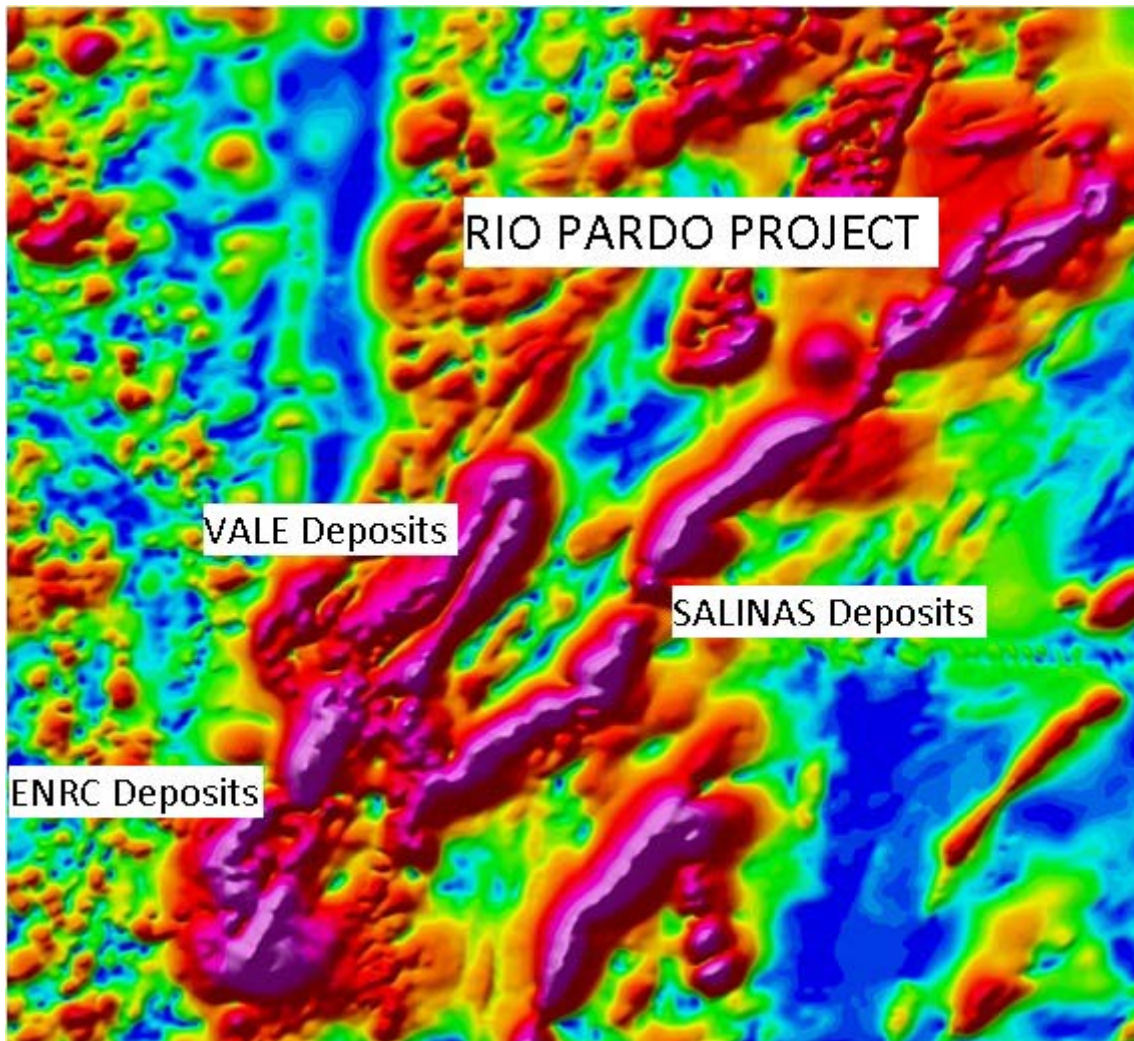 RIO PARDO PROJECT
VALE Deposits
SALINAS Deposits
ENRC Deposits